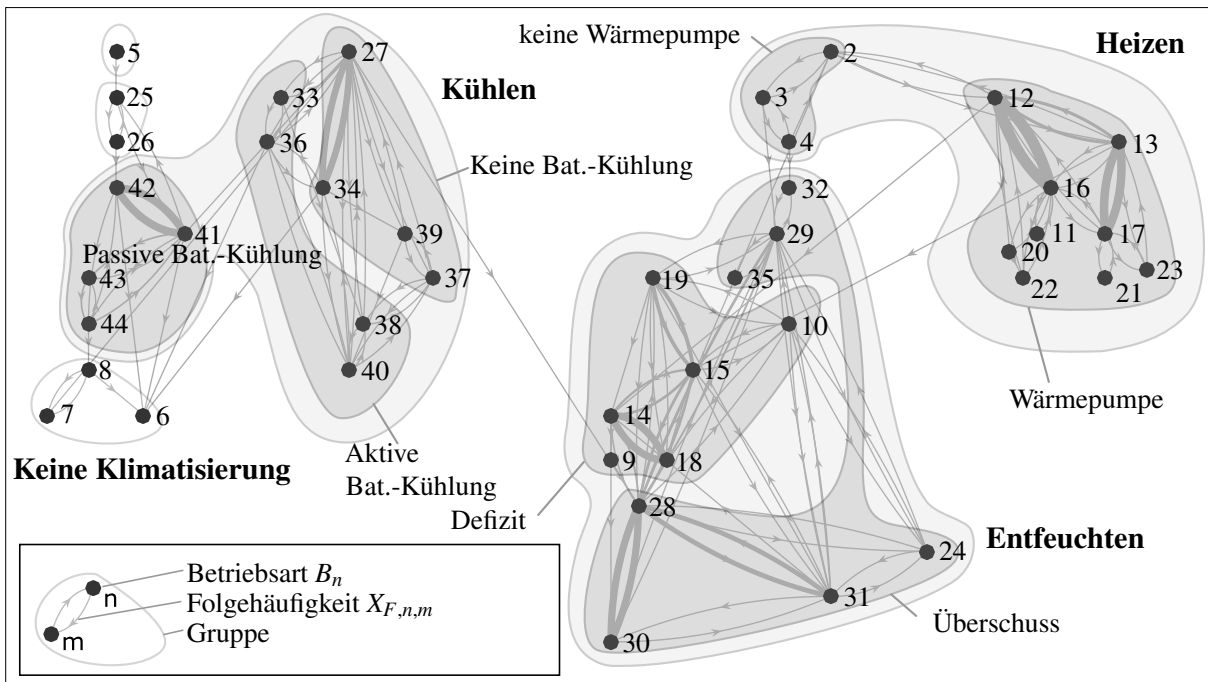 keine Wärmepumpe
Heizen
5
27
2
Kühlen
25
33
3
12
26
36
4
13
Keine Bat.-Kühlung
42
34
32
16
41
39
29
11
17
Passive Bat.-Kühlung
20
43
37
19
35
22
21
23
44
38
10
8
40
15
Wärmepumpe
7
6
14
Keine Klimatisierung
Aktive
Bat.-Kühlung
9
18
Defizit
28
Entfeuchten
24
Betriebsart Bn
n
Folgehäufigkeit XF,n,m
31
Überschuss
m
Gruppe
30